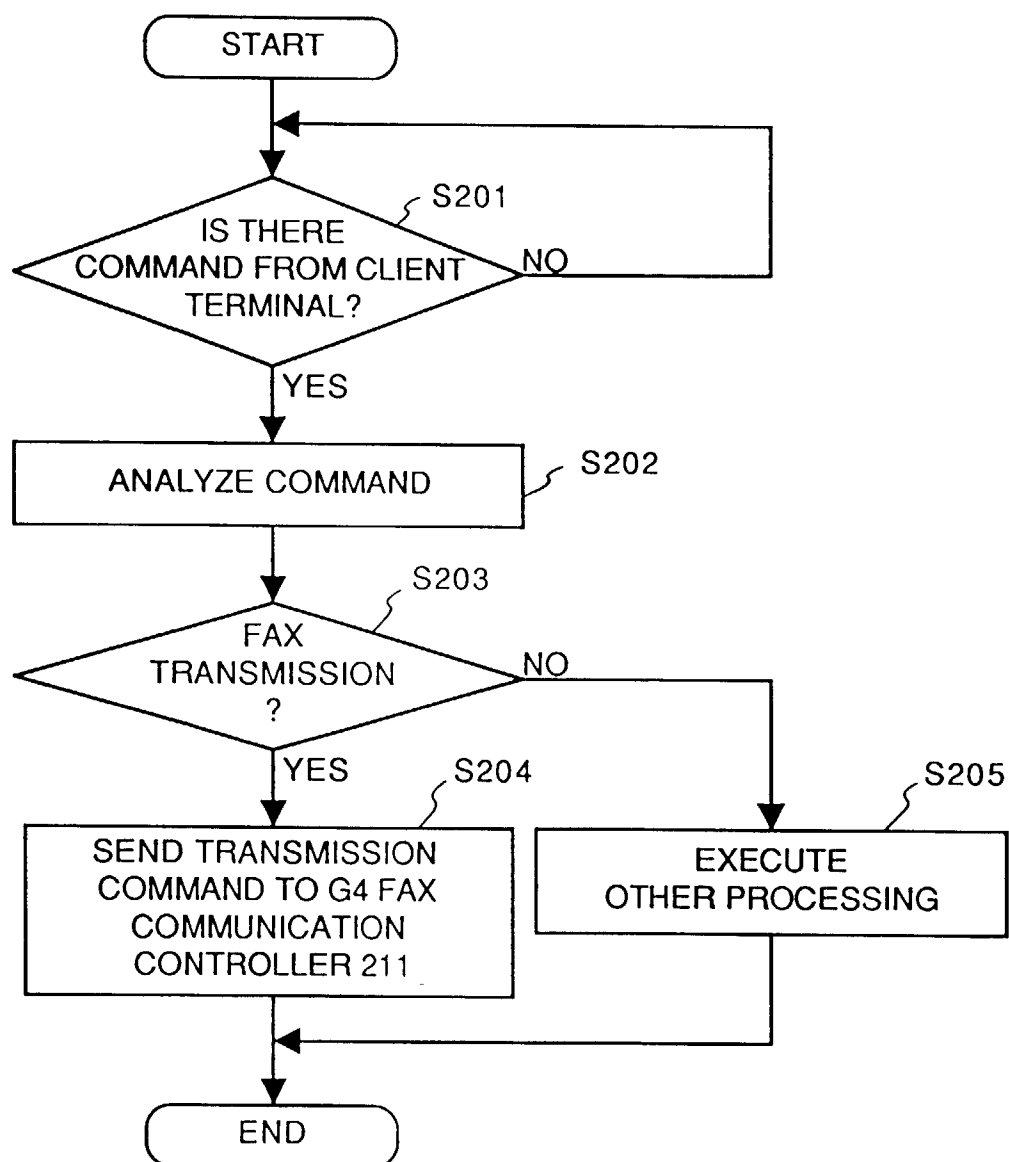 START
S201
IS THERE
COMMAND FROM CLIENT
TERMINAL?
NO
YES
S202
ANALYZE COMMAND
S203
FAX
TRANSMISSION
?
NO
YES
S204
SEND TRANSMISSION
COMMAND TO G4 FAX
COMMUNICATION
CONTROLLER 211
S205
EXECUTE
OTHER PROCESSING
END